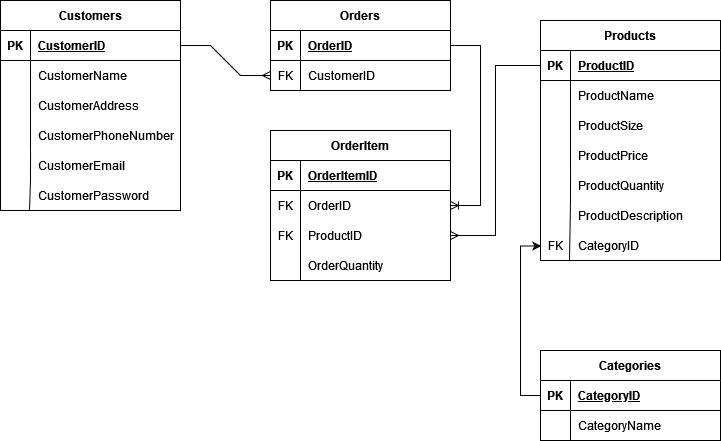 Customers
PK CustomerID
CustomerName
CustomerAddress
CustomerPhoneNumber
CustomerEmail
CustomerPassword
Orders
PK OrderID
FK CustomerID
OrderItem
PK OrderItemID
FK OrderID
FK ProductID
OrderQuantity
Products
PK ProductID
ProductName
ProductSize
ProductPrice
ProductQuantity
ProductDescription
FK CategoryID
Categories
PK CategoryID
CategoryName